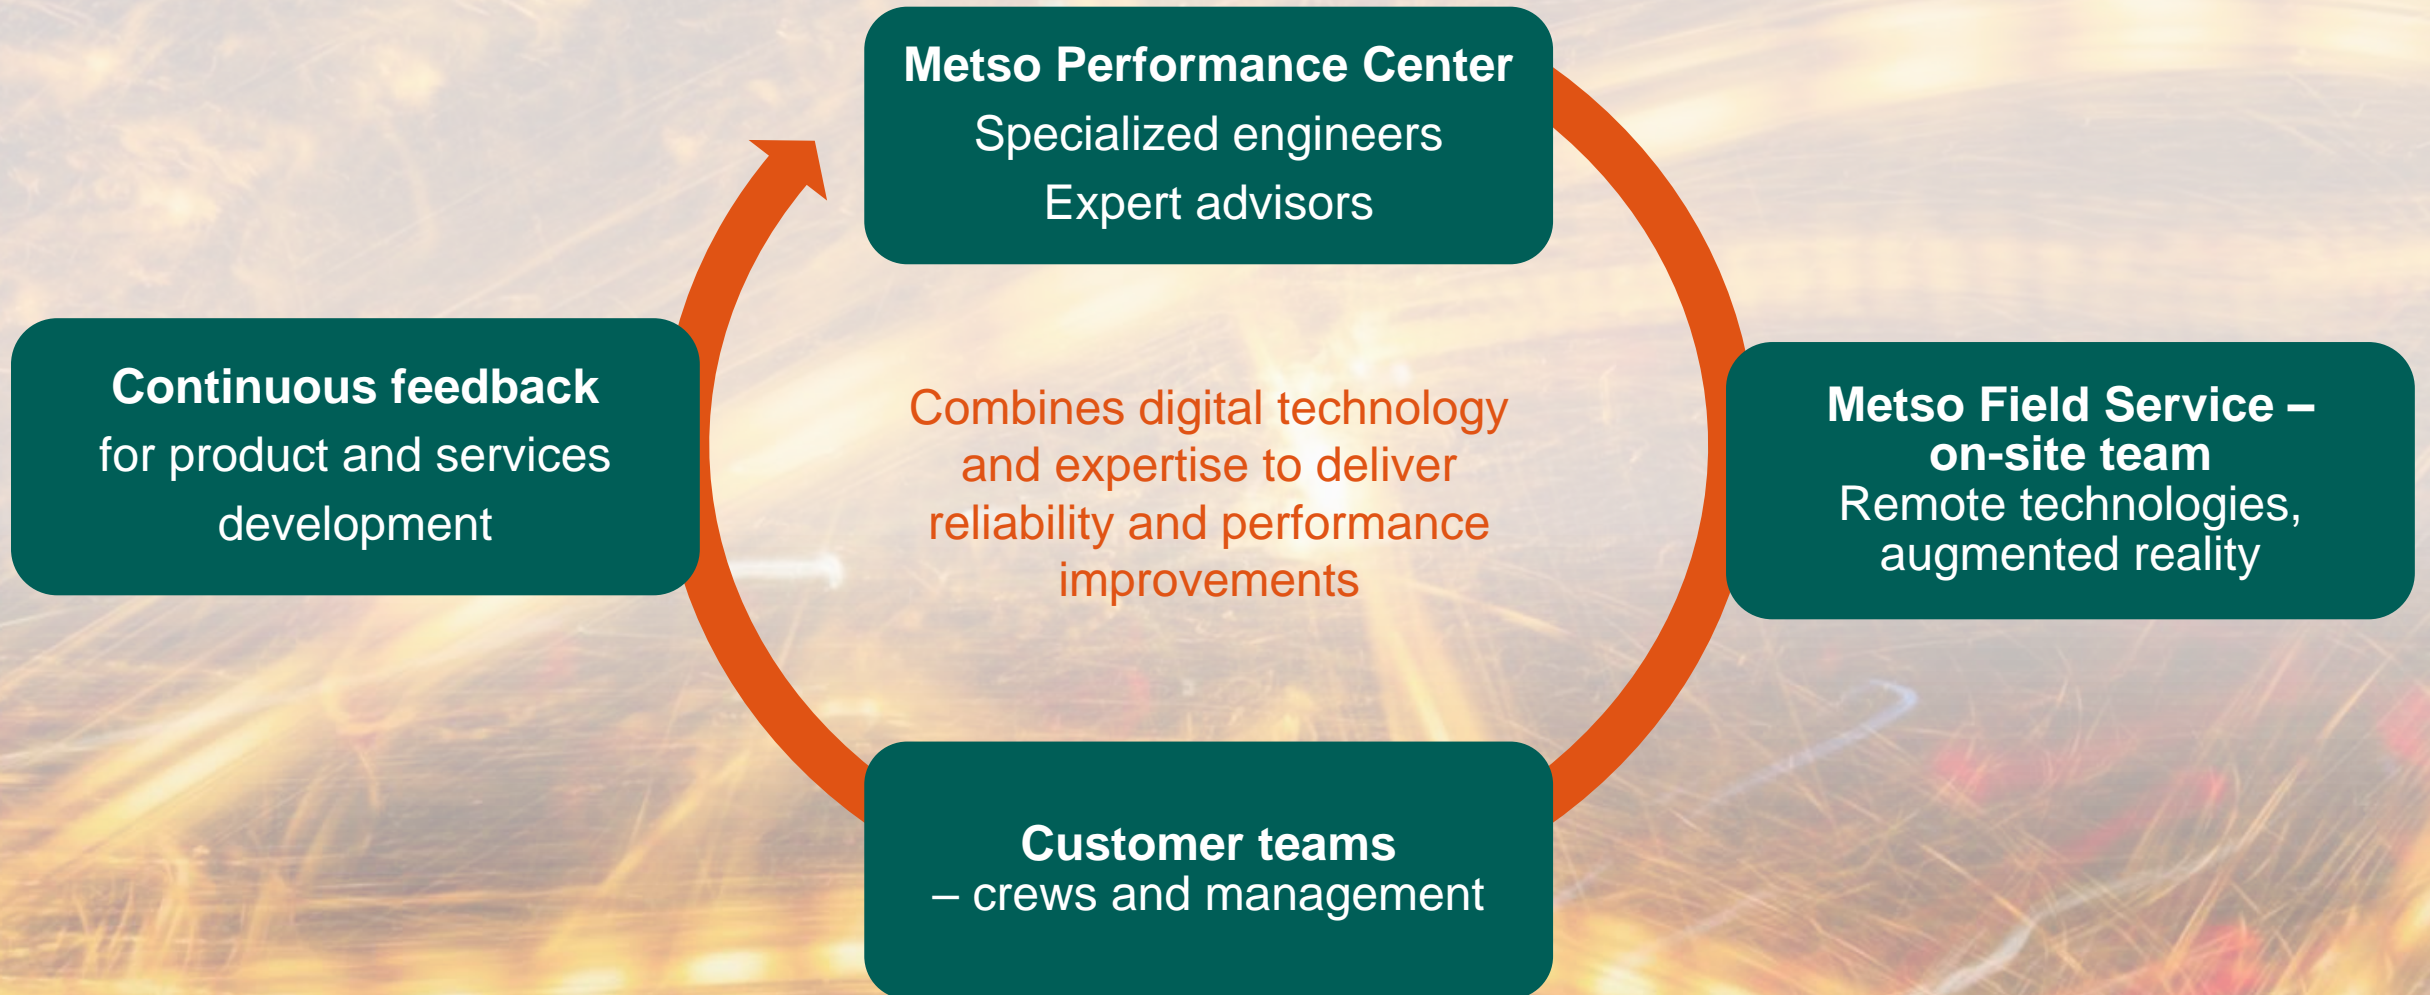 Metso Performance Center
Specialized engineers
Expert advisors
Continuous feedback
for product and services
development
Combines digital technology
and expertise to deliver
reliability and performance
improvements
Metso Field Service –
on-site team
Remote technologies,
augmented reality
Customer teams
– crews and management